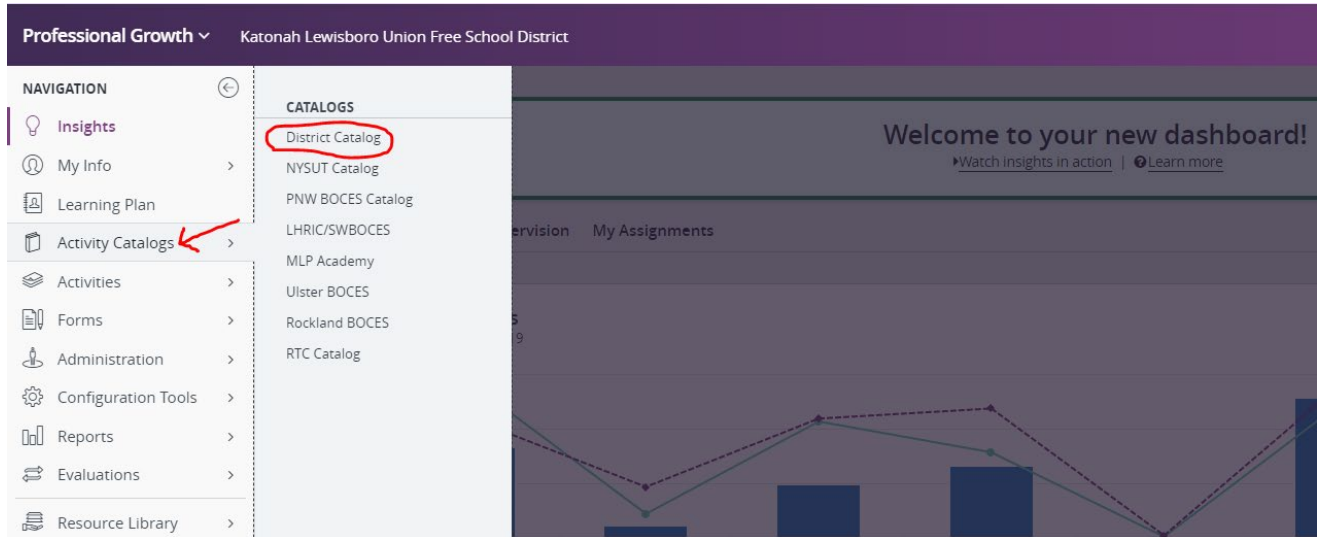 Professional Growth Katonah Lewisboro Union Free School District
NAVIGATION
Insights
My Info
Learning Plan
Activity Catalogs
Activities
Forms
Administration
Configuration Tools
Reports
Evaluations
Resource Library
CATALOGS
District Catalog
NYSUT Catalog
PNW BOCES Catalog
LHRIC/SWBOCES
MLP Academy
Ulster BOCES
Rockland BOCES
RTC Catalog
Welcome to your new dashboard!
Watch insights in action | Learn more
ervision My Assignments
s
9